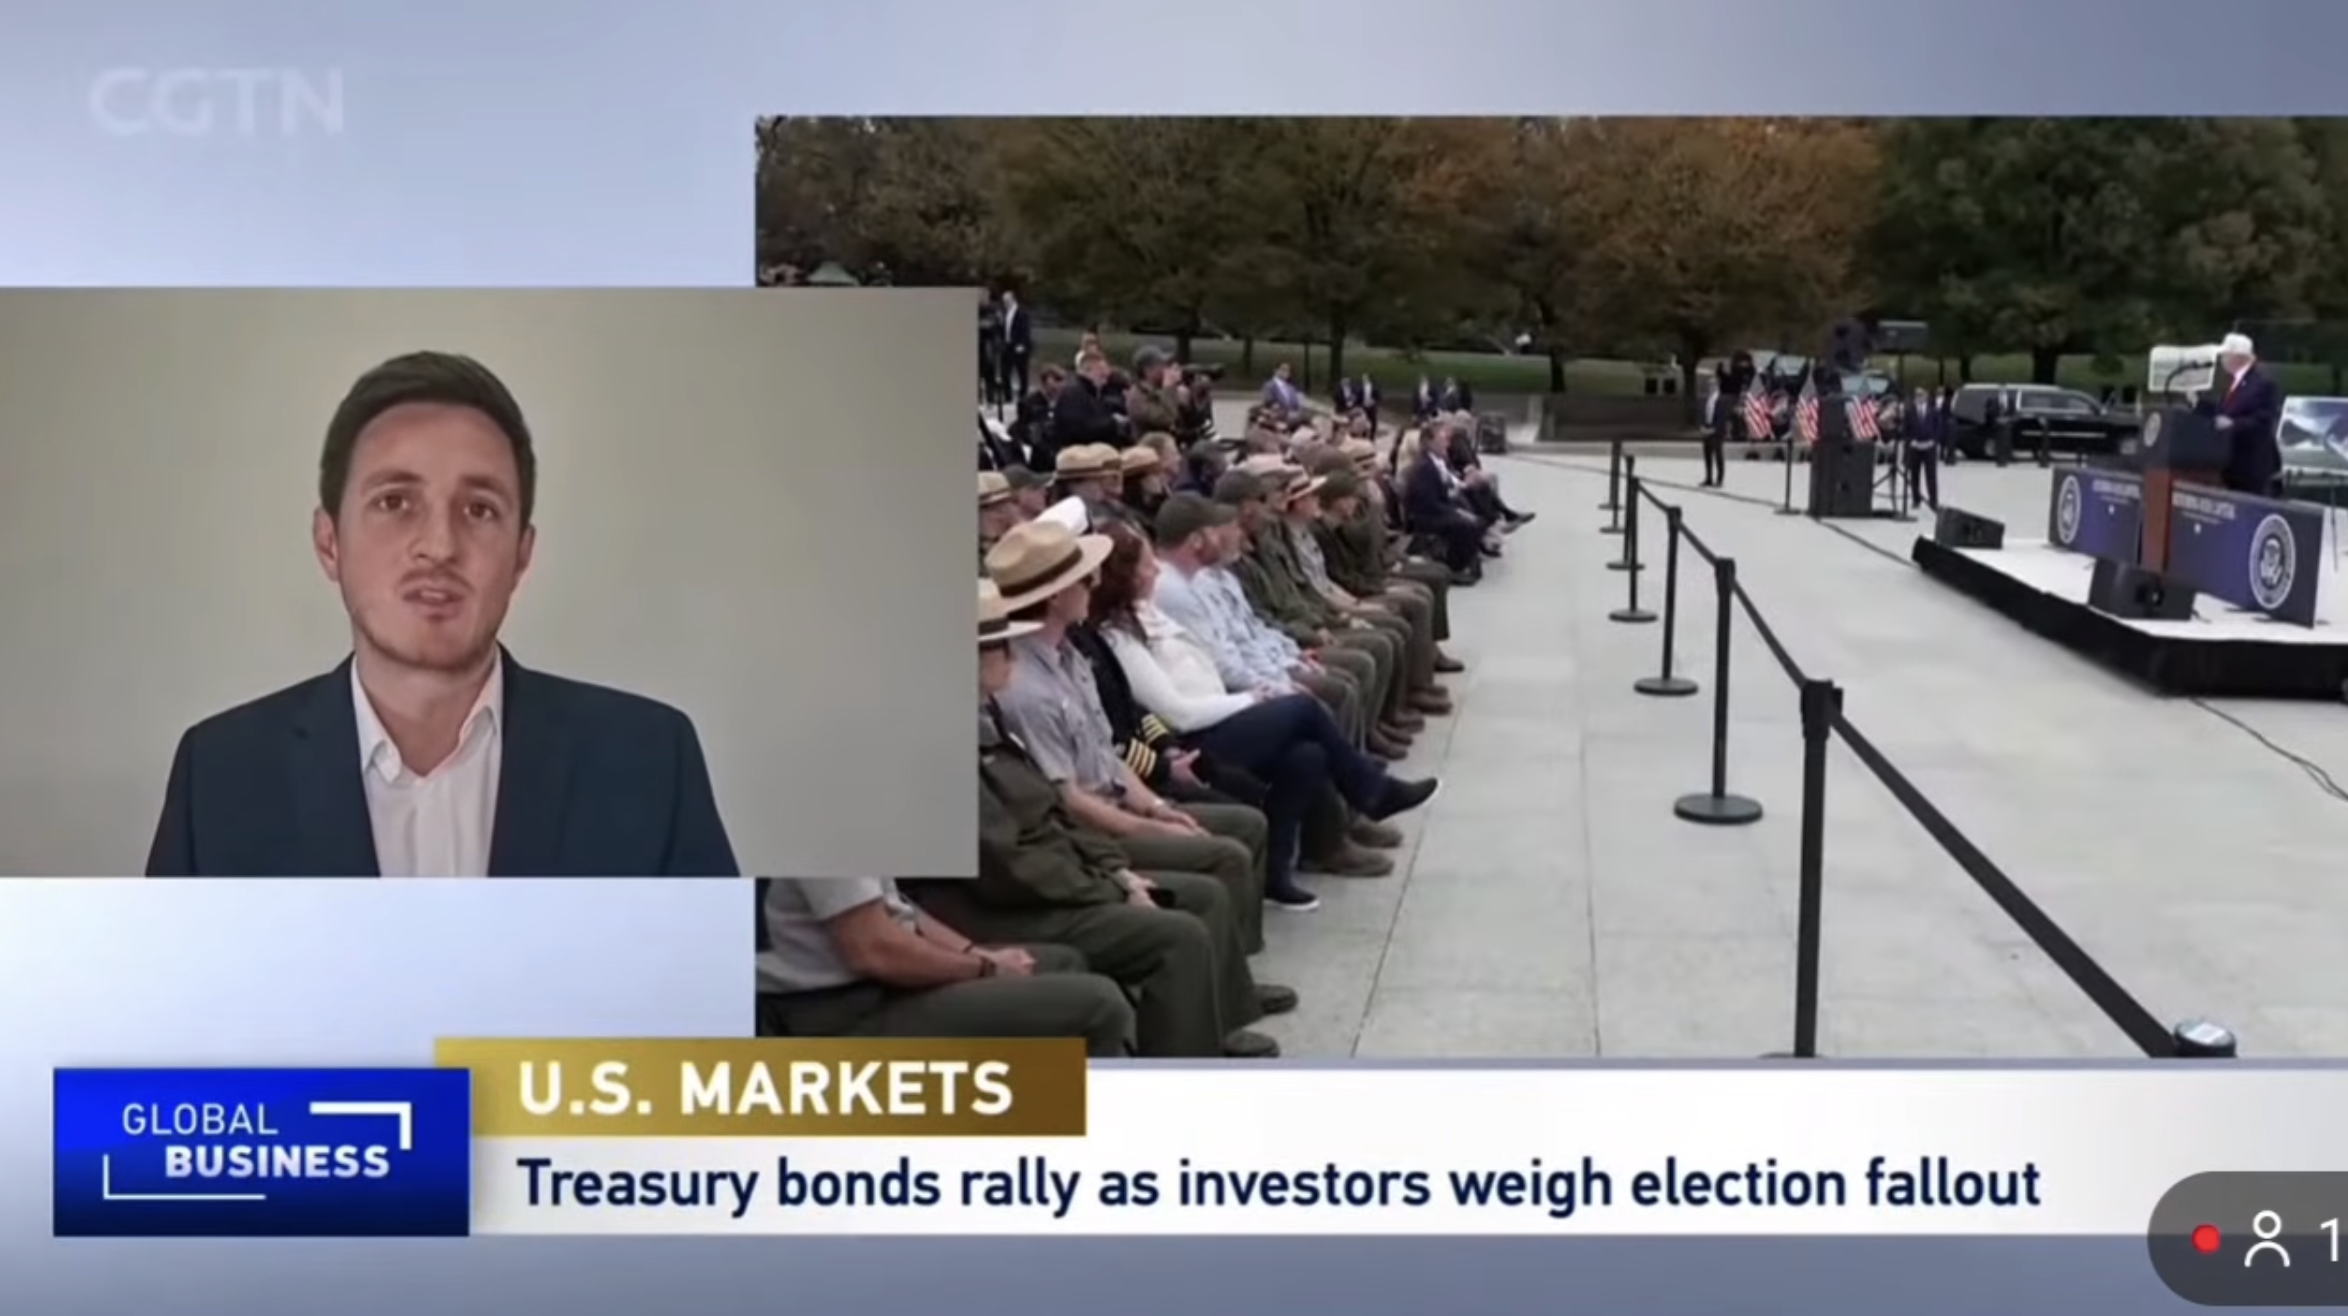 CGTN
U.S. MARKETS
GLOBAL
BUSINESS
Treasury bonds rally as investors weigh election fallout
1